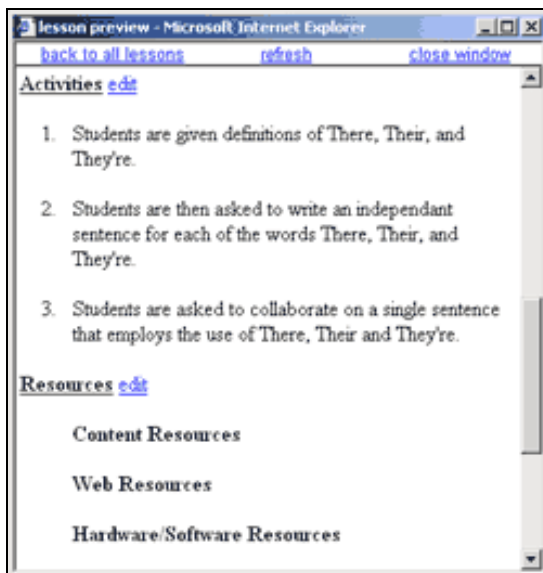 lesson preview - Microsoft Internet Explorer
back to all lessons refresh close window
Activities edit
1. Students are given definitions of There, Their, and
They're.
2. Students are then asked to write an independant
sentence for each of the words There, Their, and
They're.
3. Students are asked to collaborate on a single sentence
that employs the use of There, Their and They're.
Resources edit
Content Resources
Web Resources
Hardware/Software Resources